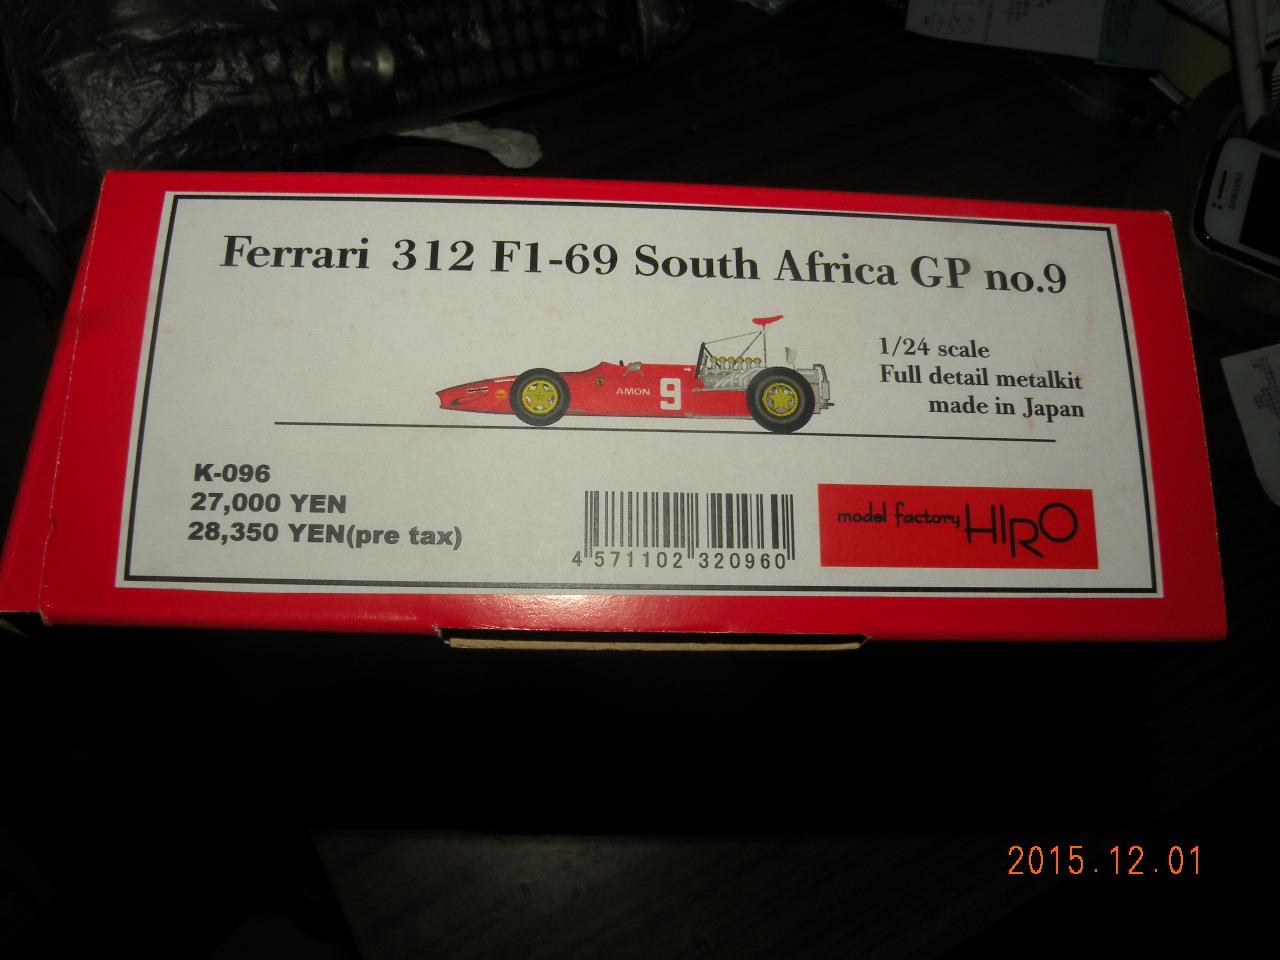 Ferrari 312 F1-69 South Africa GP no.9
1/24 scale
Full detail metalkit
made in Japan
AMON 9
K-096
27,000 YEN
28,350 YEN(pre tax)
4 571102 320960
model factory HIRO
SAMSUNG
2015.12.01